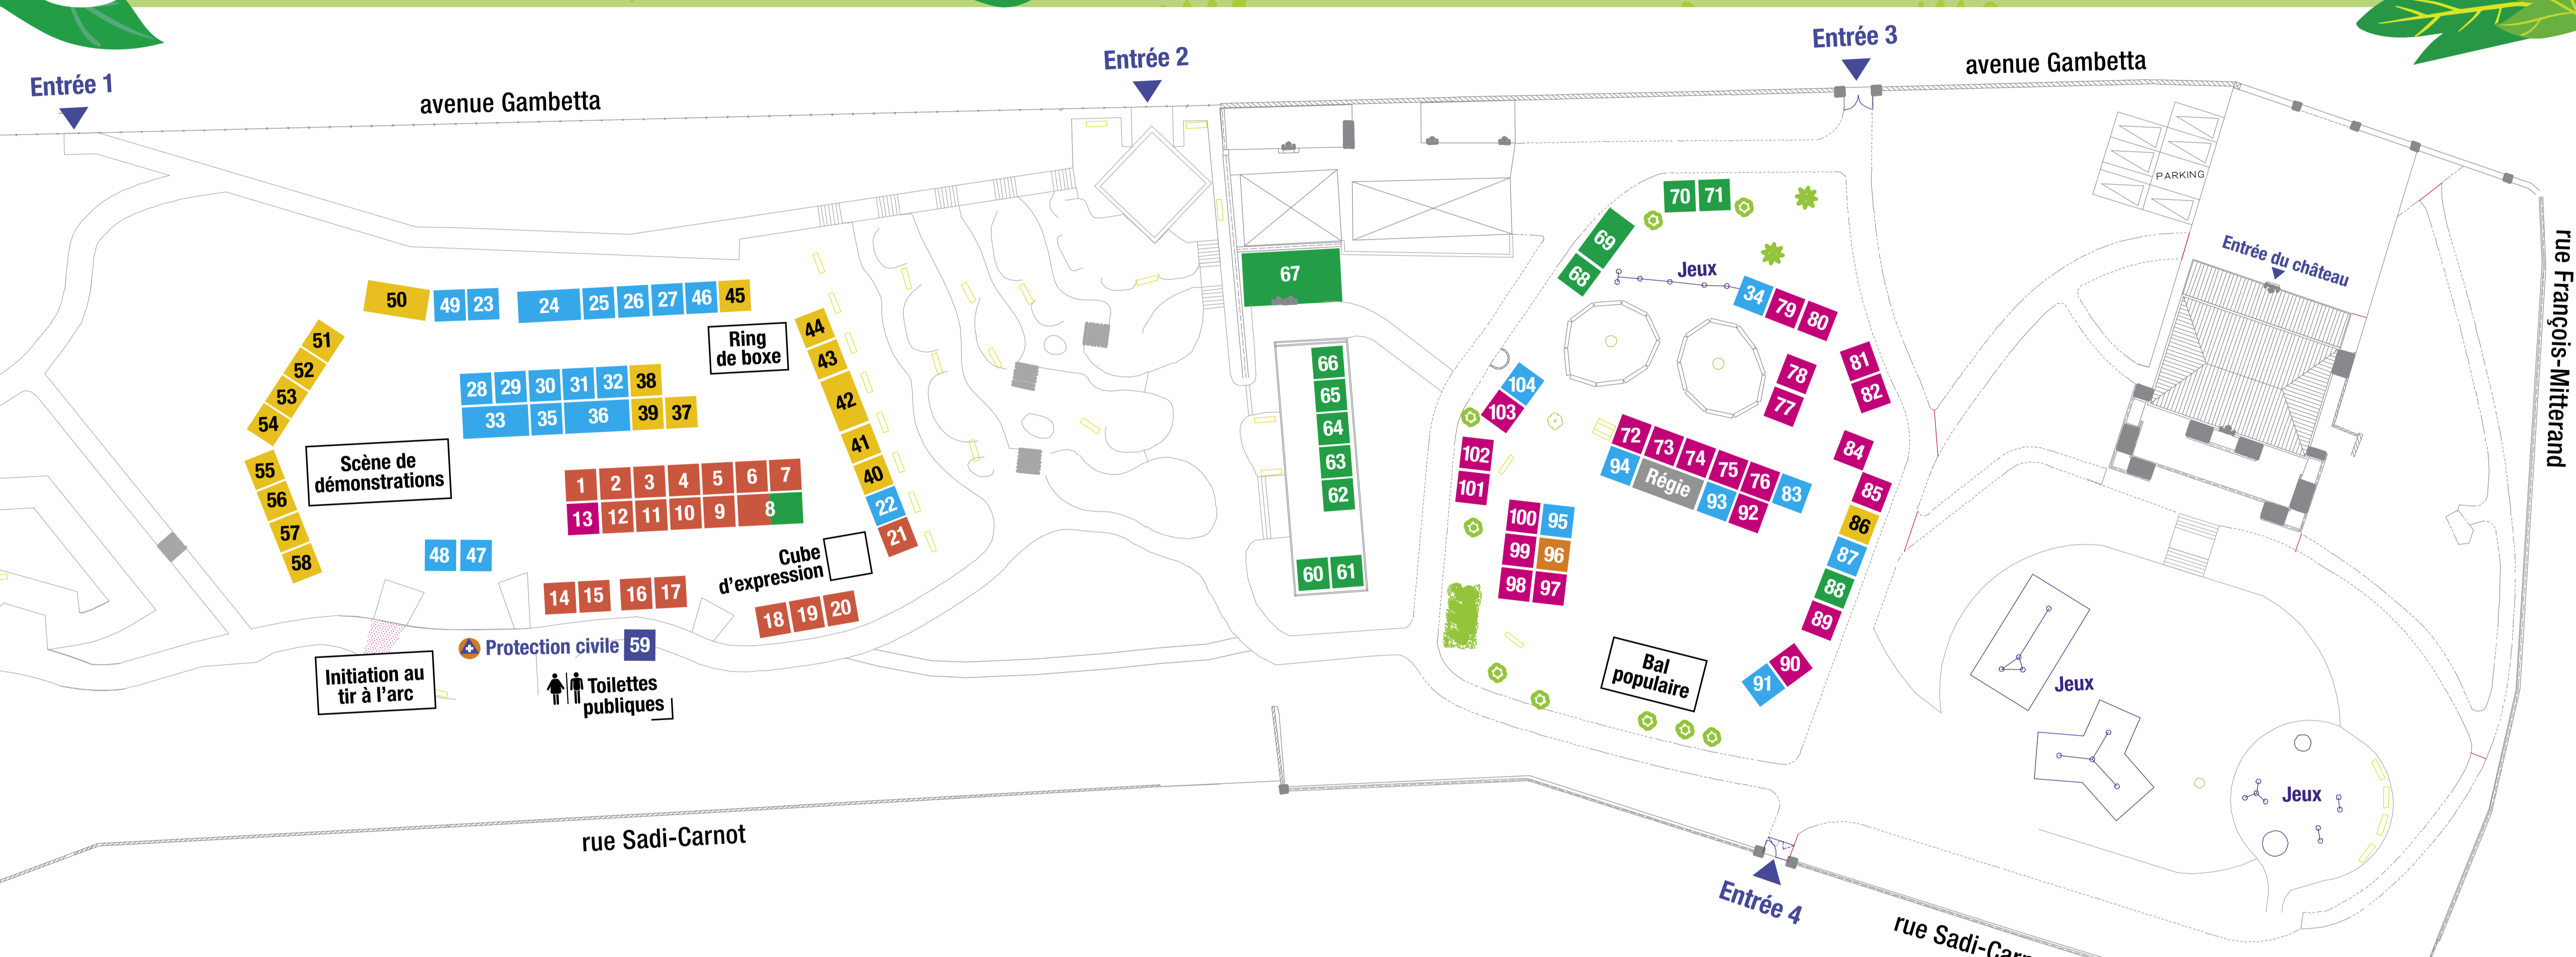 Entrée 1
avenue Gambetta
Entrée 2
Entrée 3
avenue Gambetta
PARKING
Entrée du château
rue François-Mitterand
50
49 23
24 25 26 27 46 45
Ring
de boxe
44
43
42
41
40
22
21
51
52
53
54
55
56
57
58
28 29 30 31 32 38
33 35 36 39 37
Scène de
démonstrations
1 2 3 4 5 6 7
13 12 11 10 9 8
48 47
14 15 16 17
Cube
d'expression
18 19 20
Initiation au
tir à l'arc
Protection civile 59
Toilettes
publiques
rue Sadi-Carnot
67
66
65
64
63
62
60 61
70 71
69
68
Jeux
34 79 80
78
77
81
82
104
103
102
101
72 73 74 75 76 83
94 Régie 93 92
84
85
86
87
88
89
90
91
100 95
99 96
98 97
Bal
populaire
Jeux
Jeux
Entrée 4